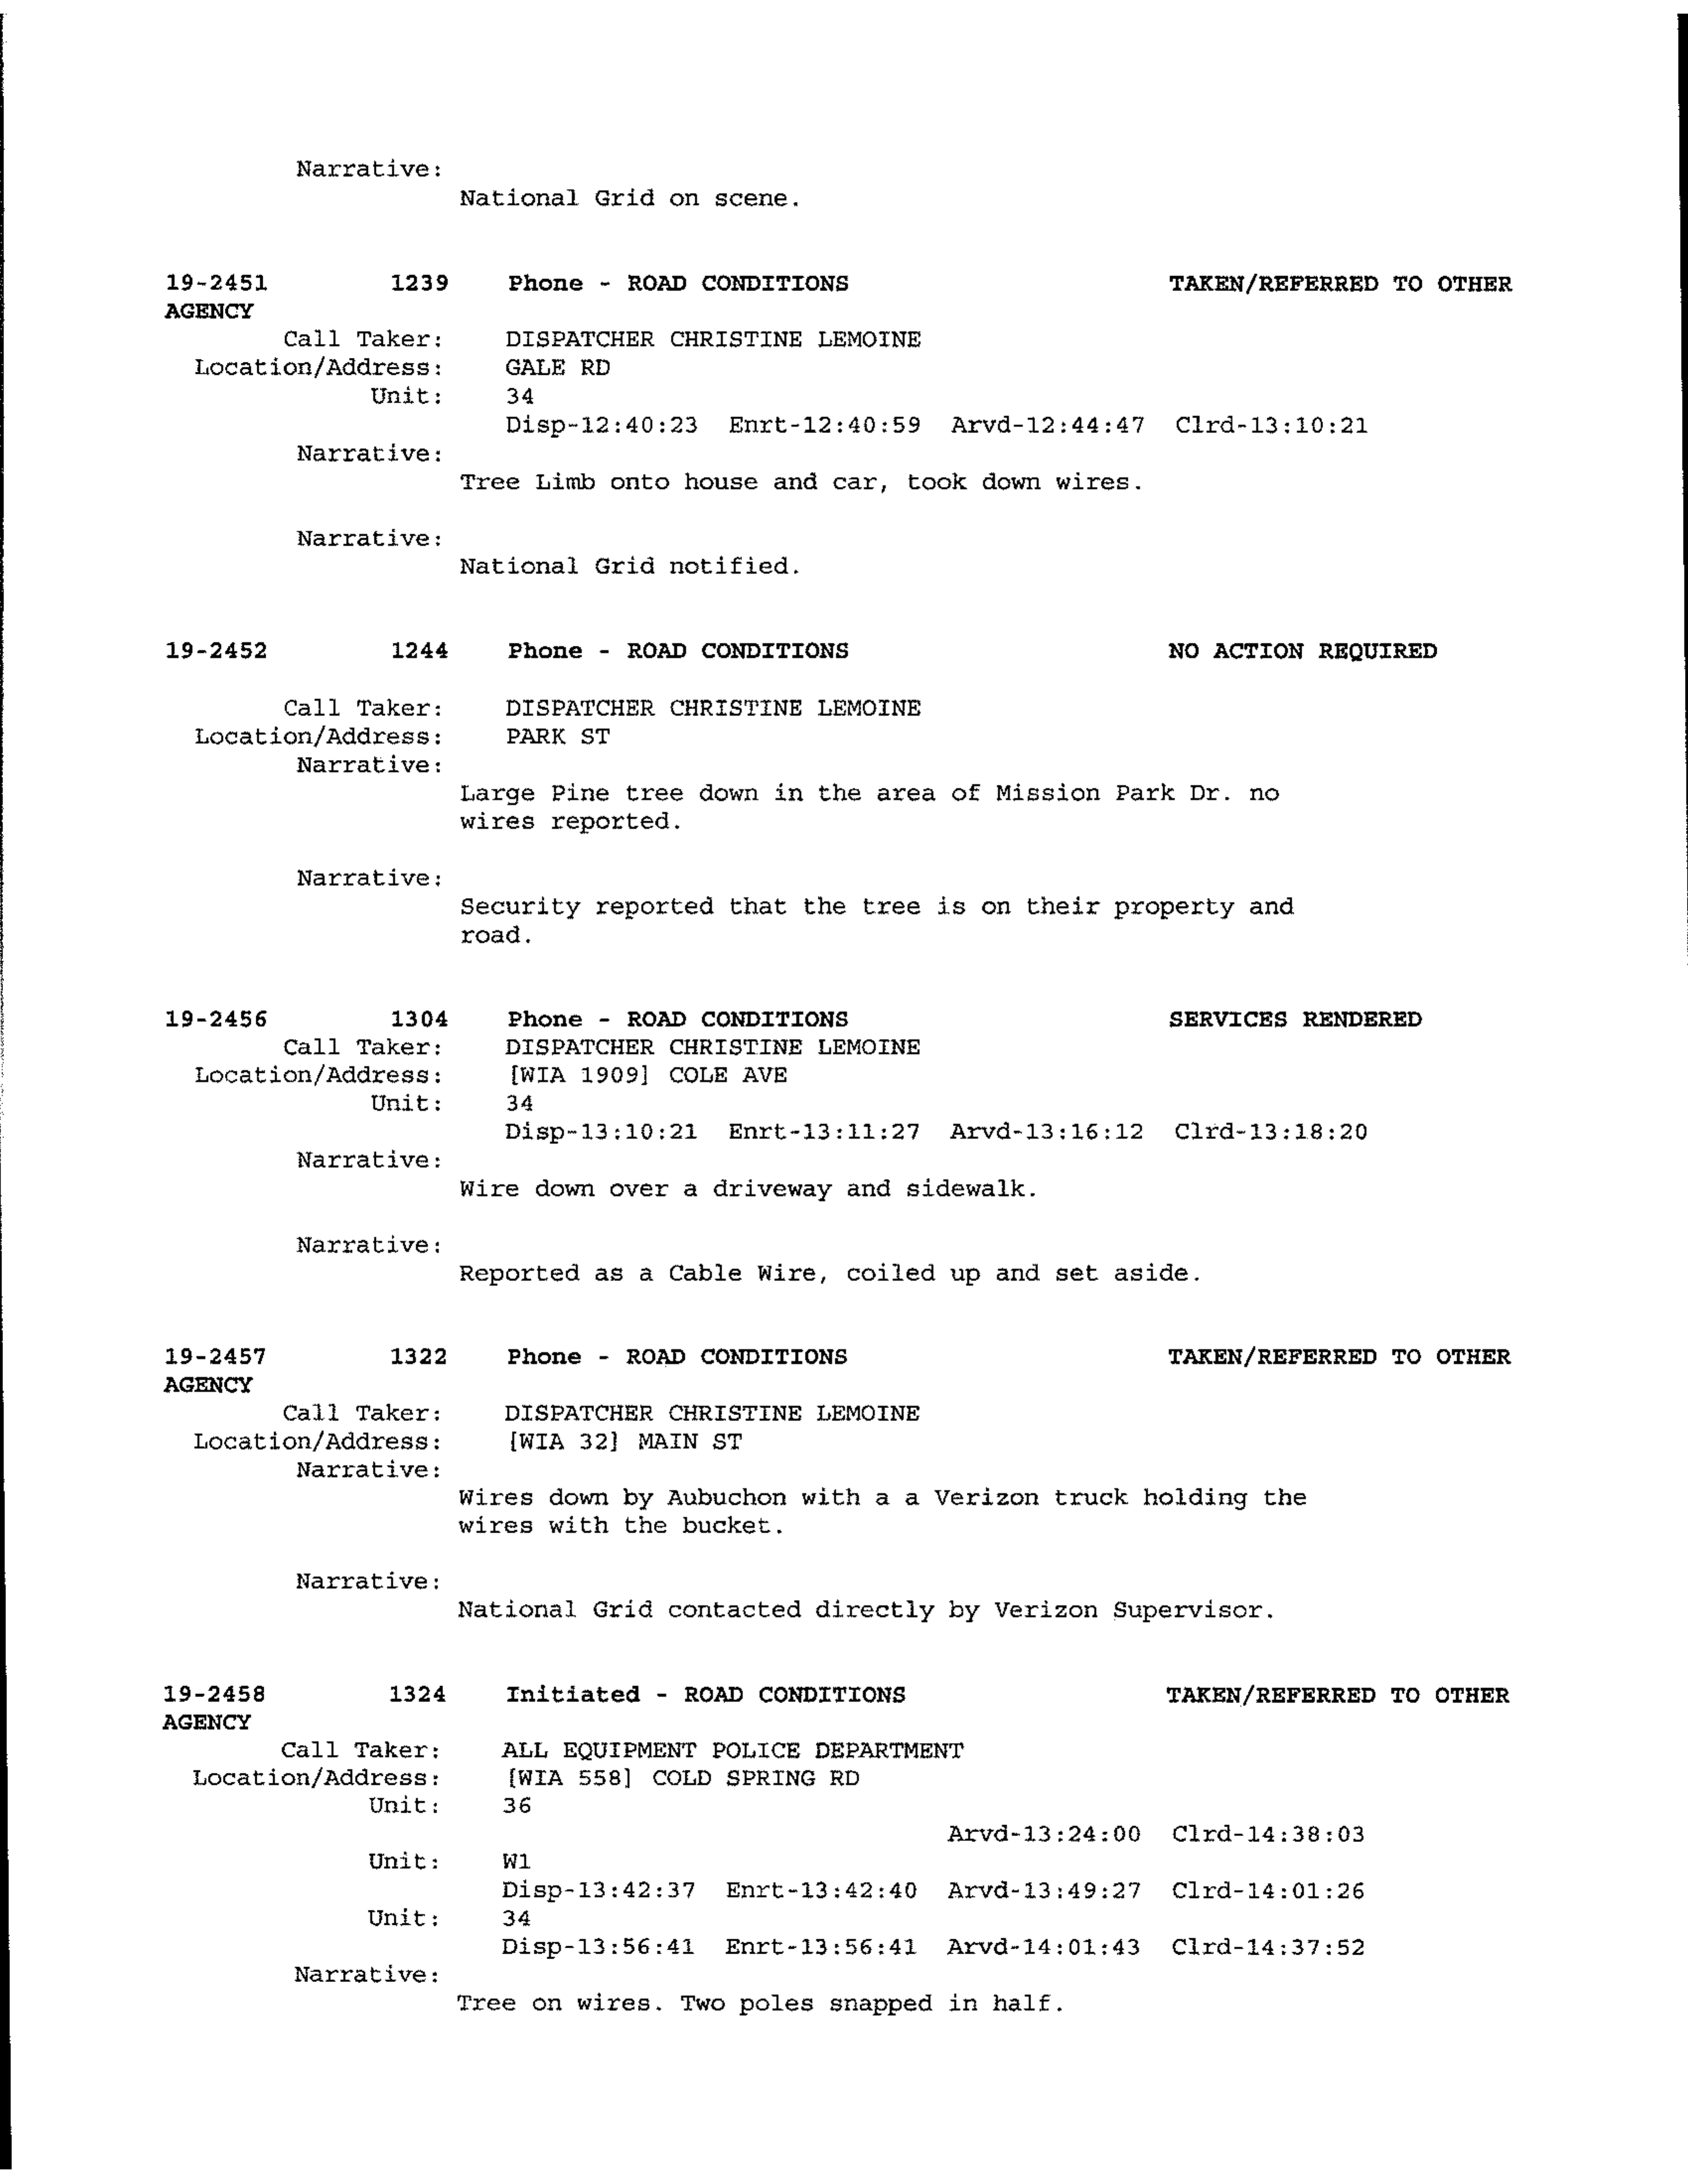 Narrative:
National Grid on scene.
19-2451 1239 Phone - ROAD CONDITIONS TAKEN/REFERRED TO OTHER
AGENCY
Call Taker: DISPATCHER CHRISTINE LEMOINE
Location/Address: GALE RD
Unit: 34
Disp-12:40:23 Enrt-12:40:59 Arvd-12:44:47 Clrd-13:10:21
Narrative:
Tree Limb onto house and car, took down wires.
Narrative:
National Grid notified.
19-2452 1244 Phone - ROAD CONDITIONS NO ACTION REQUIRED
Call Taker: DISPATCHER CHRISTINE LEMOINE
Location/Address: PARK ST
Narrative:
Large Pine tree down in the area of Mission Park Dr. no
wires reported.
Narrative:
Security reported that the tree is on their property and
road.
19-2456 1304 Phone - ROAD CONDITIONS SERVICES RENDERED
Call Taker: DISPATCHER CHRISTINE LEMOINE
Location/Address: [WIA 1909] COLE AVE
Unit: 34
Disp-13:10:21 Enrt-13:11:27 Arvd-13:16:12 Clrd-13:18:20
Narrative:
Wire down over a driveway and sidewalk.
Narrative:
Reported as a Cable Wire, coiled up and set aside.
19-2457 1322 Phone - ROAD CONDITIONS TAKEN/REFERRED TO OTHER
AGENCY
Call Taker: DISPATCHER CHRISTINE LEMOINE
Location/Address: [WIA 32] MAIN ST
Narrative:
Wires down by Aubuchon with a a Verizon truck holding the
wires with the bucket.
Narrative:
National Grid contacted directly by Verizon Supervisor.
19-2458 1324 Initiated - ROAD CONDITIONS TAKEN/REFERRED TO OTHER
AGENCY
Call Taker: ALL EQUIPMENT POLICE DEPARTMENT
Location/Address: [WIA 558] COLD SPRING RD
Unit: 36
Arvd-13:24:00 Clrd-14:38:03
Unit: W1
Disp-13:42:37 Enrt-13:42:40 Arvd-13:49:27 Clrd-14:01:26
Unit: 34
Disp-13:56:41 Enrt-13:56:41 Arvd-14:01:43 Clrd-14:37:52
Narrative:
Tree on wires. Two poles snapped in half.